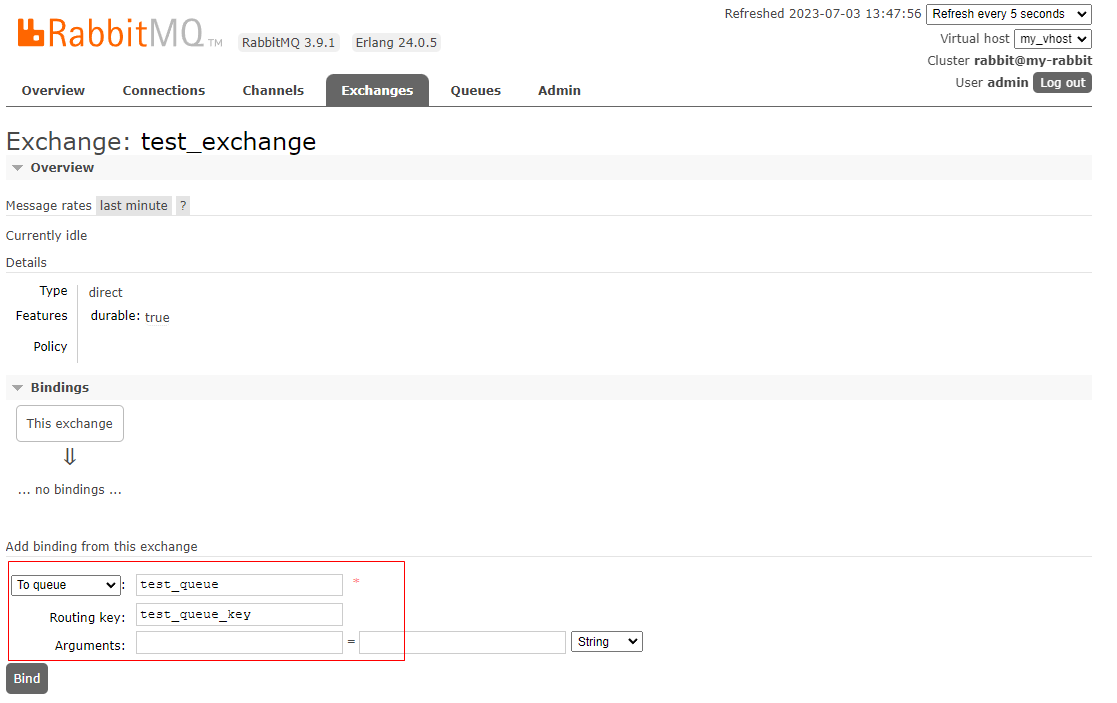 Refreshed 2023-07-03 13:47:56 Refresh every 5 seconds
RabbitMQ TM RabbitMQ 3.9.1 Erlang 24.0.5
Virtual host my_vhost
Cluster rabbit@my-rabbit
User admin Log out
Overview Connections Channels Exchanges Queues Admin
Exchange: test_exchange
Overview
Message rates last minute ?
Currently idle
Details
Type direct
Features durable: true
Policy
Bindings
This exchange
⇓
... no bindings ...
Add binding from this exchange
To queue : test_queue *
Routing key: test_queue_key
Arguments: = String
Bind